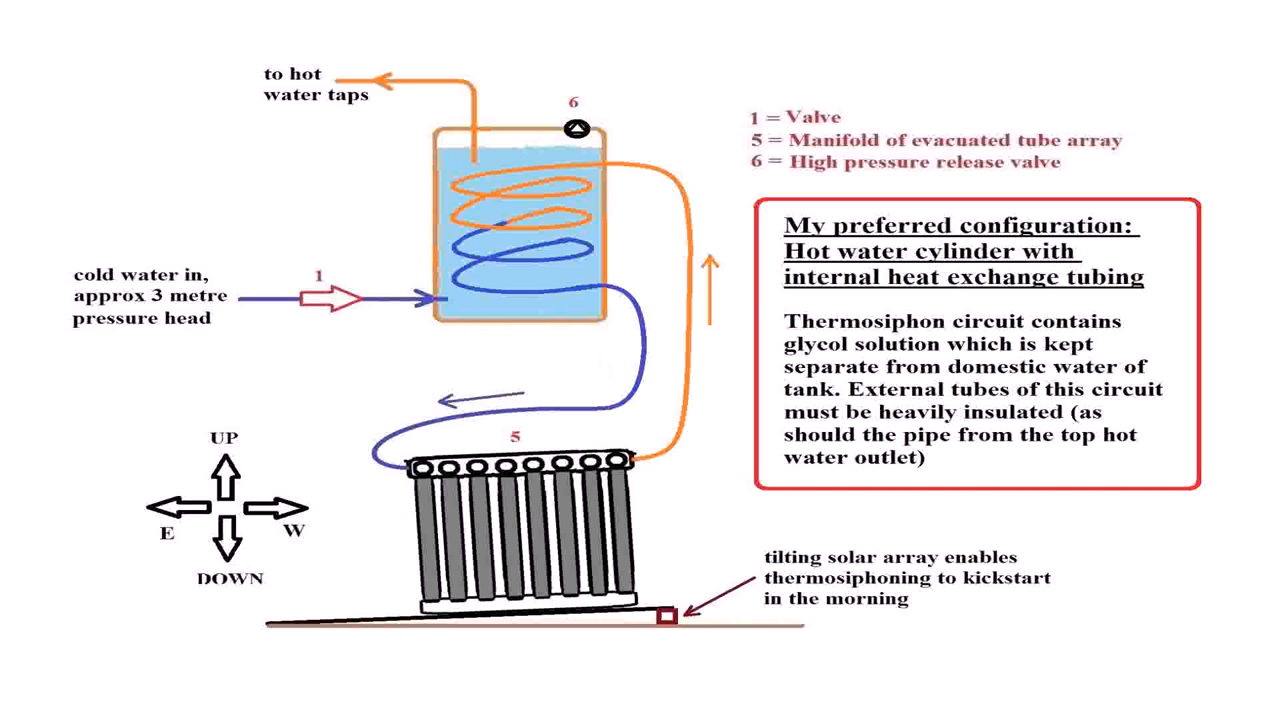 to hot
water taps
6
1 = Valve
5 = Manifold of evacuated tube array
6 = High pressure release valve
My preferred configuration:
Hot water cylinder with
internal heat exchange tubing
Thermosiphon circuit contains
glycol solution which is kept
separate from domestic water of
tank. External tubes of this circuit
must be heavily insulated (as
should the pipe from the top hot
water outlet)
cold water in,
approx 3 metre
pressure head
1
5
UP
E
W
DOWN
tilting solar array enables
thermosiphoning to kickstart
in the morning